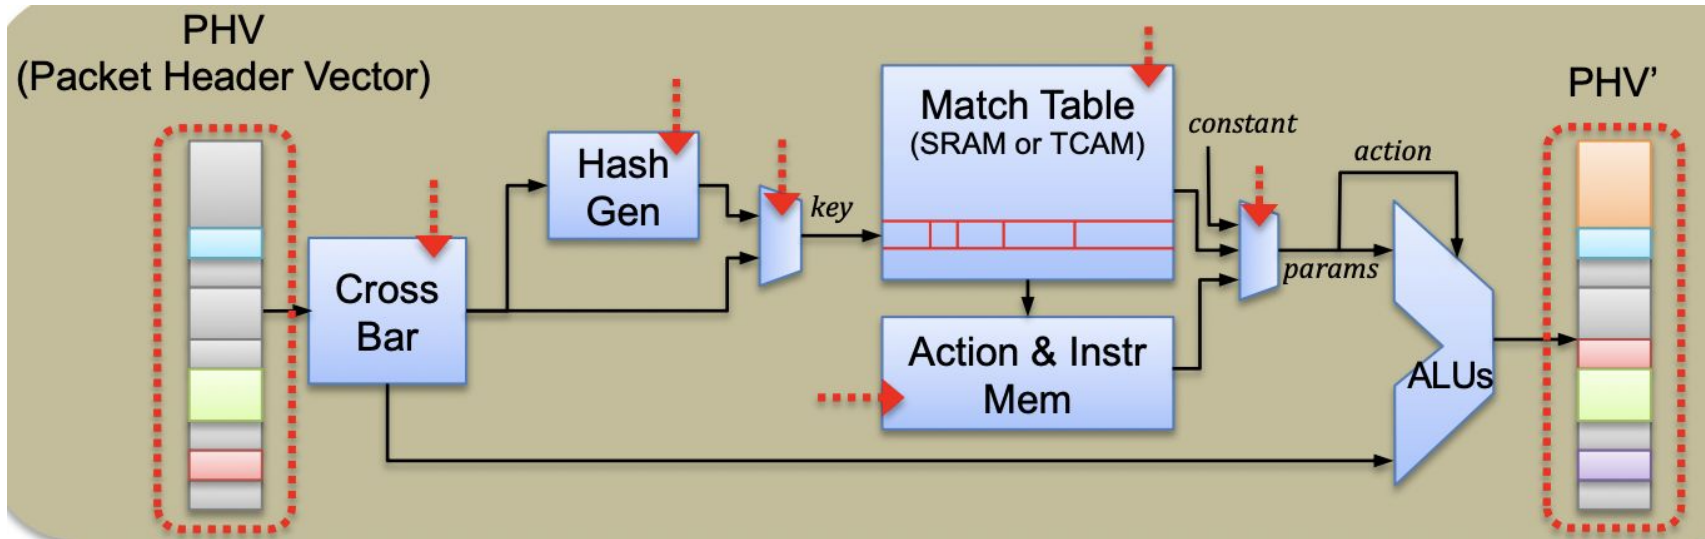 PHV
(Packet Header Vector)
Cross
Bar
Hash
Gen
key
Match Table
(SRAM or TCAM)
Action & Instr
Mem
constant
params
action
ALUs
PHV’